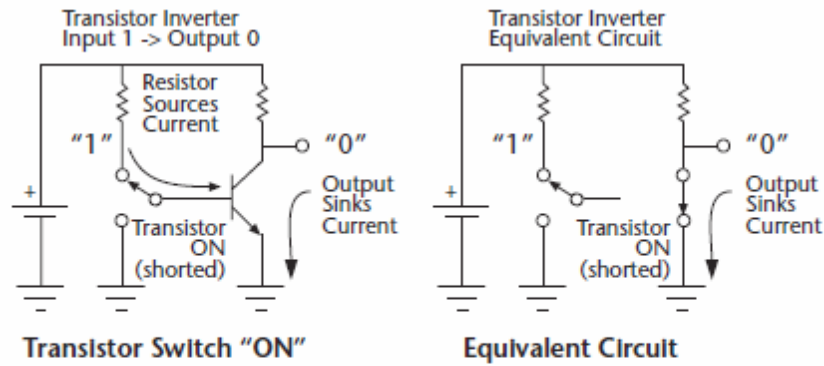 Transistor Inverter
Input 1 -> Output 0
Resistor
Sources
Current
"1"
"0"
+
Output
Sinks
Current
Transistor
ON
(shorted)
Transistor Switch "ON"
Transistor Inverter
Equivalent Circuit
"1"
"0"
+
Output
Sinks
Current
Transistor
ON
(shorted)
Equivalent Circuit